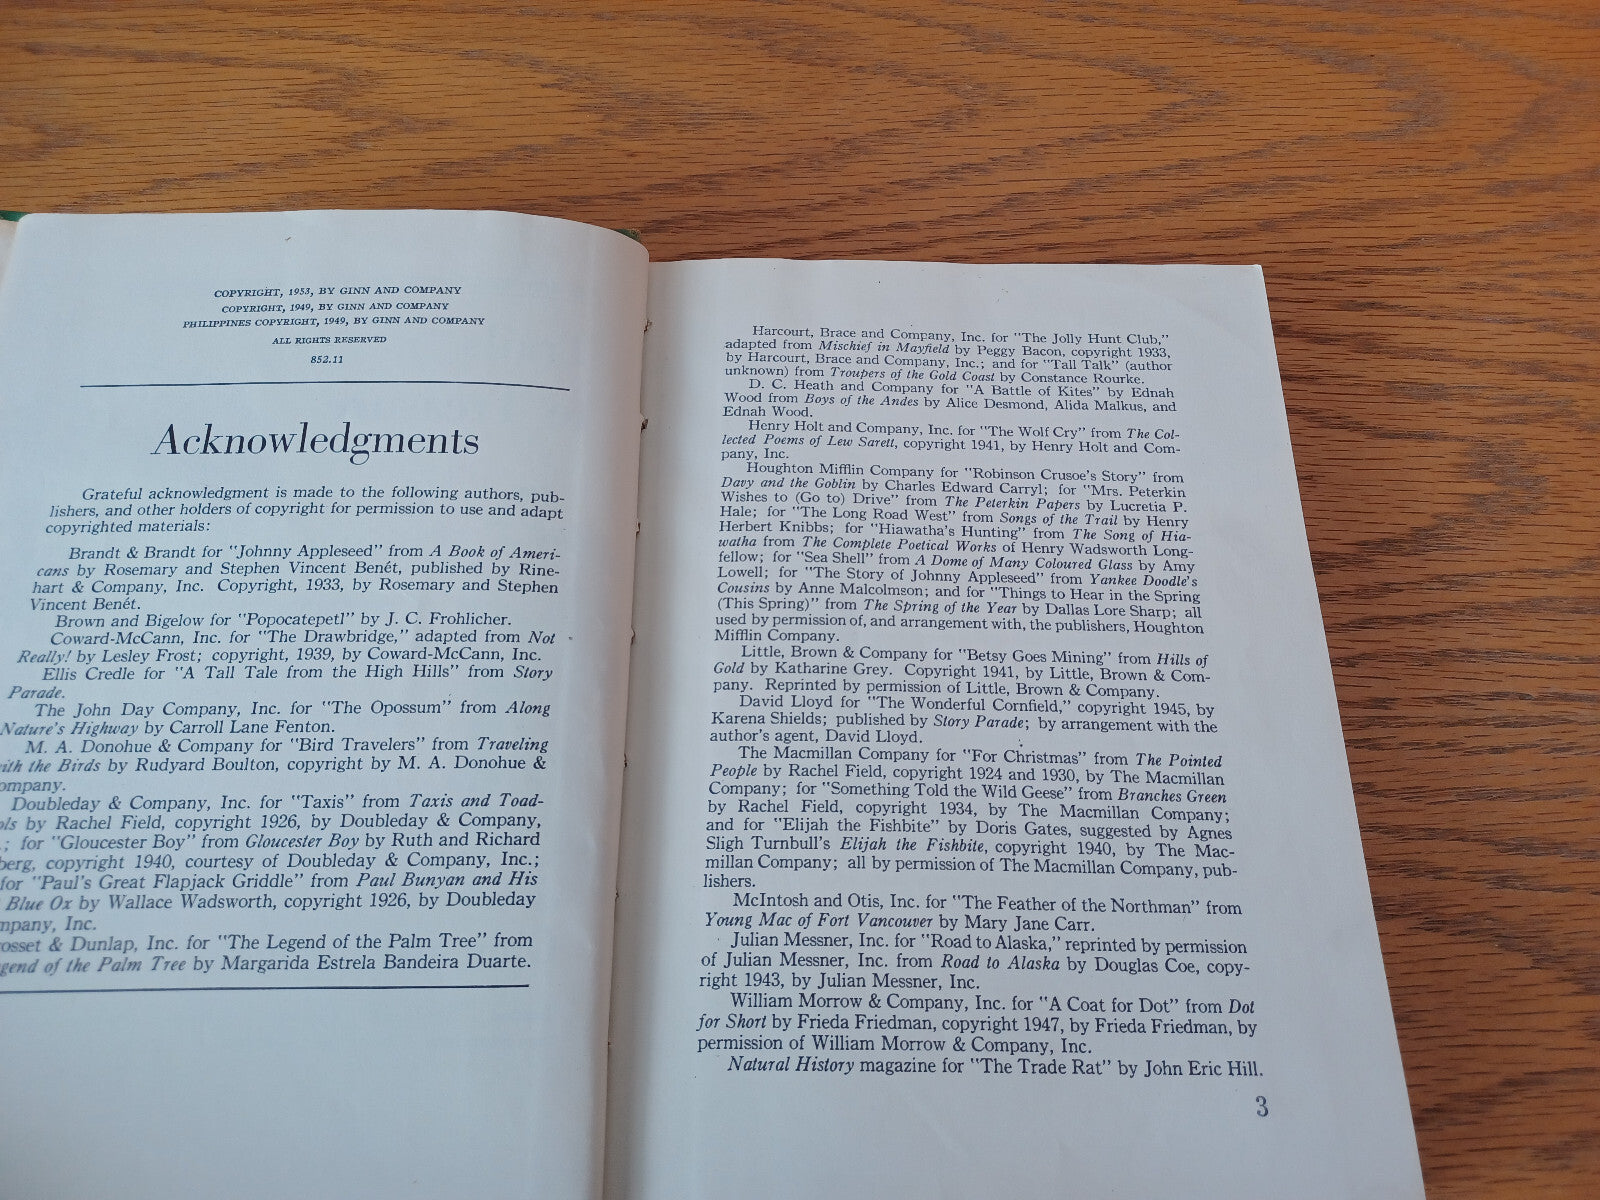 COPYRIGHT, 1953, BY GINN AND COMPANY
COPYRIGHT, 1949, BY GINN AND COMPANY
PHILIPPINES COPYRIGHT, 1949, BY GINN AND COMPANY
ALL RIGHTS RESERVED
852.11
Acknowledgments
Grateful acknowledgment is made to the following authors, pub-
lishers, and other holders of copyright for permission to use and adapt
copyrighted materials:
Brandt & Brandt for "Johnny Appleseed" from A Book of Ameri-
cans by Rosemary and Stephen Vincent Benét, published by Rine-
hart & Company, Inc. Copyright, 1933, by Rosemary and Stephen
Vincent Benét.
Brown and Bigelow for "Popocatepetl" by J. C. Frohlicher.
Coward-McCann, Inc. for "The Drawbridge," adapted from Not
Really! by Lesley Frost; copyright, 1939, by Coward-McCann, Inc.
Ellis Credle for "A Tall Tale from the High Hills" from Story
Parade.
The John Day Company, Inc. for "The Opossum" from Along
Nature's Highway by Carroll Lane Fenton.
M. A. Donohue & Company for "Bird Travelers" from Traveling
ith the Birds by Rudyard Boulton, copyright by M. A. Donohue &
ompany.
Doubleday & Company, Inc. for "Taxis" from Taxis and Toad-
ols by Rachel Field, copyright 1926, by Doubleday & Company,
.; for "Gloucester Boy" from Gloucester Boy by Ruth and Richard
berg, copyright 1940, courtesy of Doubleday & Company, Inc.;
for "Paul's Great Flapjack Griddle" from Paul Bunyan and His
Blue Ox by Wallace Wadsworth, copyright 1926, by Doubleday
mpany, Inc.
osset & Dunlap, Inc. for "The Legend of the Palm Tree" from
gend of the Palm Tree by Margarida Estrela Bandeira Duarte.
Harcourt, Brace and Company, Inc. for "The Jolly Hunt Club,"
adapted from Mischief in Mayfield by Peggy Bacon, copyright 1933,
by Harcourt, Brace and Company, Inc.; and for "Tall Talk" (author
unknown) from Troupers of the Gold Coast by Constance Rourke.
D. C. Heath and Company for "A Battle of Kites" by Ednah
Wood from Boys of the Andes by Alice Desmond, Alida Malkus, and
Ednah Wood.
Henry Holt and Company, Inc. for "The Wolf Cry" from The Col-
lected Poems of Lew Sarett, copyright 1941, by Henry Holt and Com-
pany, Inc.
Houghton Mifflin Company for "Robinson Crusoe's Story" from
Davy and the Goblin by Charles Edward Carryl; for "Mrs. Peterkin
Wishes to (Go to) Drive" from The Peterkin Papers by Lucretia P.
Hale; for "The Long Road West" from Songs of the Trail by Henry
Herbert Knibbs; for "Hiawatha's Hunting" from The Song of Hia-
watha from The Complete Poetical Works of Henry Wadsworth Long-
fellow; for "Sea Shell" from A Dome of Many Coloured Glass by Amy
Lowell; for "The Story of Johnny Appleseed" from Yankee Doodle's
Cousins by Anne Malcolmson; and for "Things to Hear in the Spring
(This Spring)" from The Spring of the Year by Dallas Lore Sharp; all
used by permission of, and arrangement with, the publishers, Houghton
Mifflin Company.
Little, Brown & Company for "Betsy Goes Mining" from Hills of
Gold by Katharine Grey. Copyright 1941, by Little, Brown & Com-
pany. Reprinted by permission of Little, Brown & Company.
David Lloyd for "The Wonderful Cornfield," copyright 1945, by
Karena Shields; published by Story Parade; by arrangement with the
author's agent, David Lloyd.
The Macmillan Company for "For Christmas" from The Pointed
People by Rachel Field, copyright 1924 and 1930, by The Macmillan
Company; for "Something Told the Wild Geese" from Branches Green
by Rachel Field, copyright 1934, by The Macmillan Company;
and for "Elijah the Fishbite" by Doris Gates, suggested by Agnes
Sligh Turnbull's Elijah the Fishbite, copyright 1940, by The Mac-
millan Company; all by permission of The Macmillan Company, pub-
lishers.
McIntosh and Otis, Inc. for "The Feather of the Northman" from
Young Mac of Fort Vancouver by Mary Jane Carr.
Julian Messner, Inc. for "Road to Alaska," reprinted by permission
of Julian Messner, Inc. from Road to Alaska by Douglas Coe, copy-
right 1943, by Julian Messner, Inc.
William Morrow & Company, Inc. for "A Coat for Dot" from Dot
for Short by Frieda Friedman, copyright 1947, by Frieda Friedman, by
permission of William Morrow & Company, Inc.
Natural History magazine for "The Trade Rat" by John Eric Hill.
3